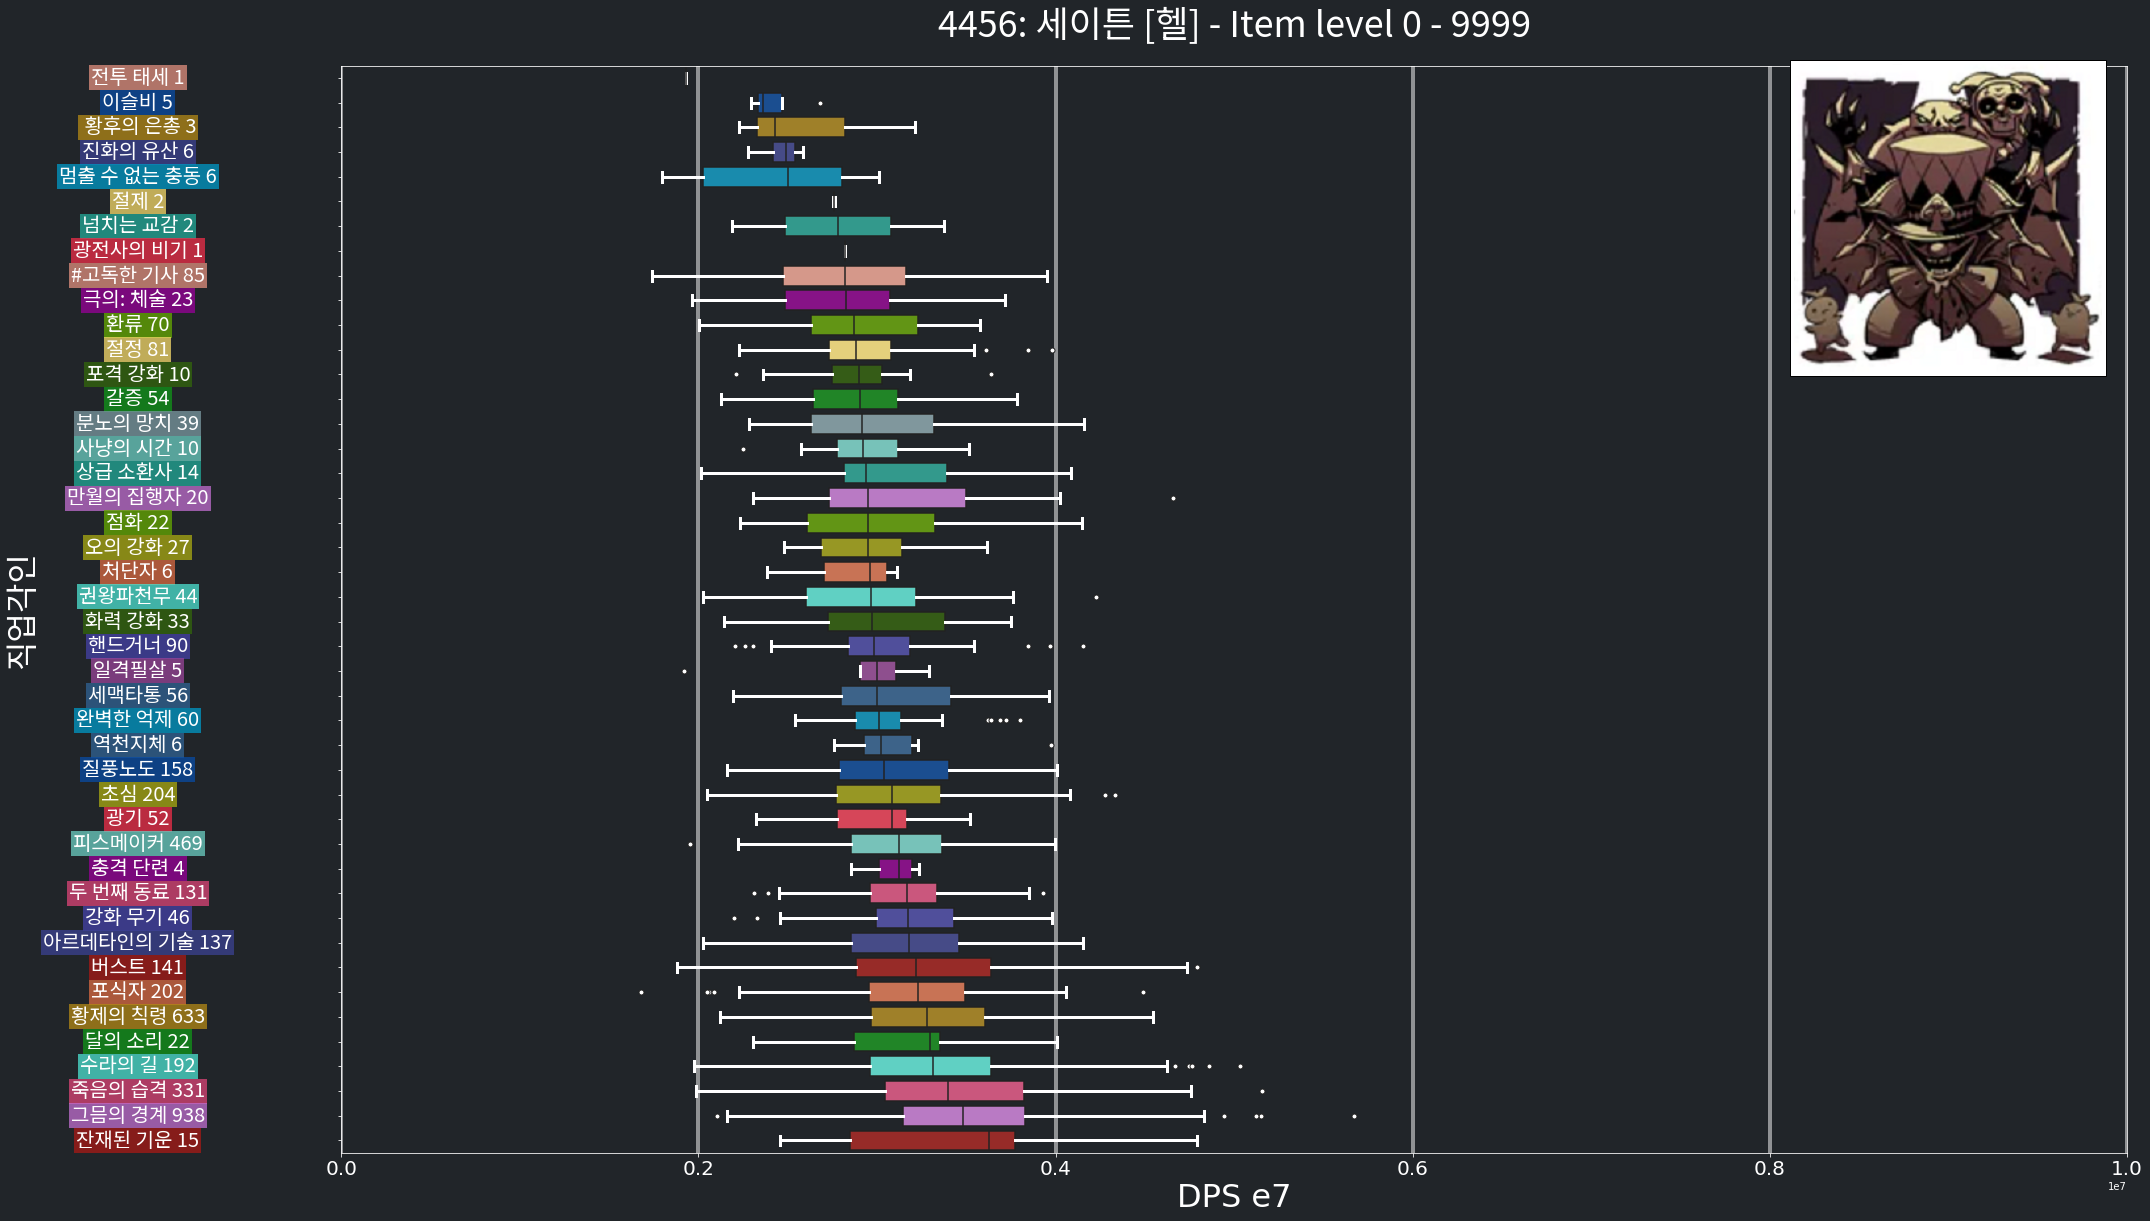 4456: 세이튼 [헬] - Item level 0 - 9999
전투 태세 1
이슬비 5
황후의 은총 3
진화의 유산 6
멈출 수 없는 충동 6
절제 2
넘치는 교감 2
광전사의 비기 1
#고독한 기사 85
극의: 체술 23
환류 70
절정 81
포격 강화 10
갈증 54
분노의 망치 39
사냥의 시간 10
상급 소환사 14
만월의 집행자 20
점화 22
오의 강화 27
처단자 6
권왕파천무 44
화력 강화 33
핸드거너 90
일격필살 5
세맥타통 56
완벽한 억제 60
역천지체 6
질풍노도 158
초심 204
광기 52
피스메이커 469
충격 단련 4
두 번째 동료 131
강화 무기 46
아르데타인의 기술 137
버스트 141
포식자 202
황제의 칙령 633
달의 소리 22
수라의 길 192
죽음의 습격 331
그믐의 경계 938
잔재된 기운 15
직업각인
0.0 0.2 0.4 0.6 0.8 1.0
1e7
DPS e7